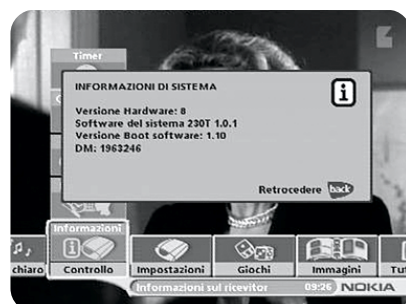 Timer
INFORMAZIONI DI SISTEMA
Versione Hardware: 8
Software del sistema 230T 1.0.1
Versione Boot software: 1.10
DM: 1963246
Retrocedere back
Informazioni
chiaro Controllo Impostazioni Giochi Immagini
Informazioni sul ricevitor 09:26 NOKIA